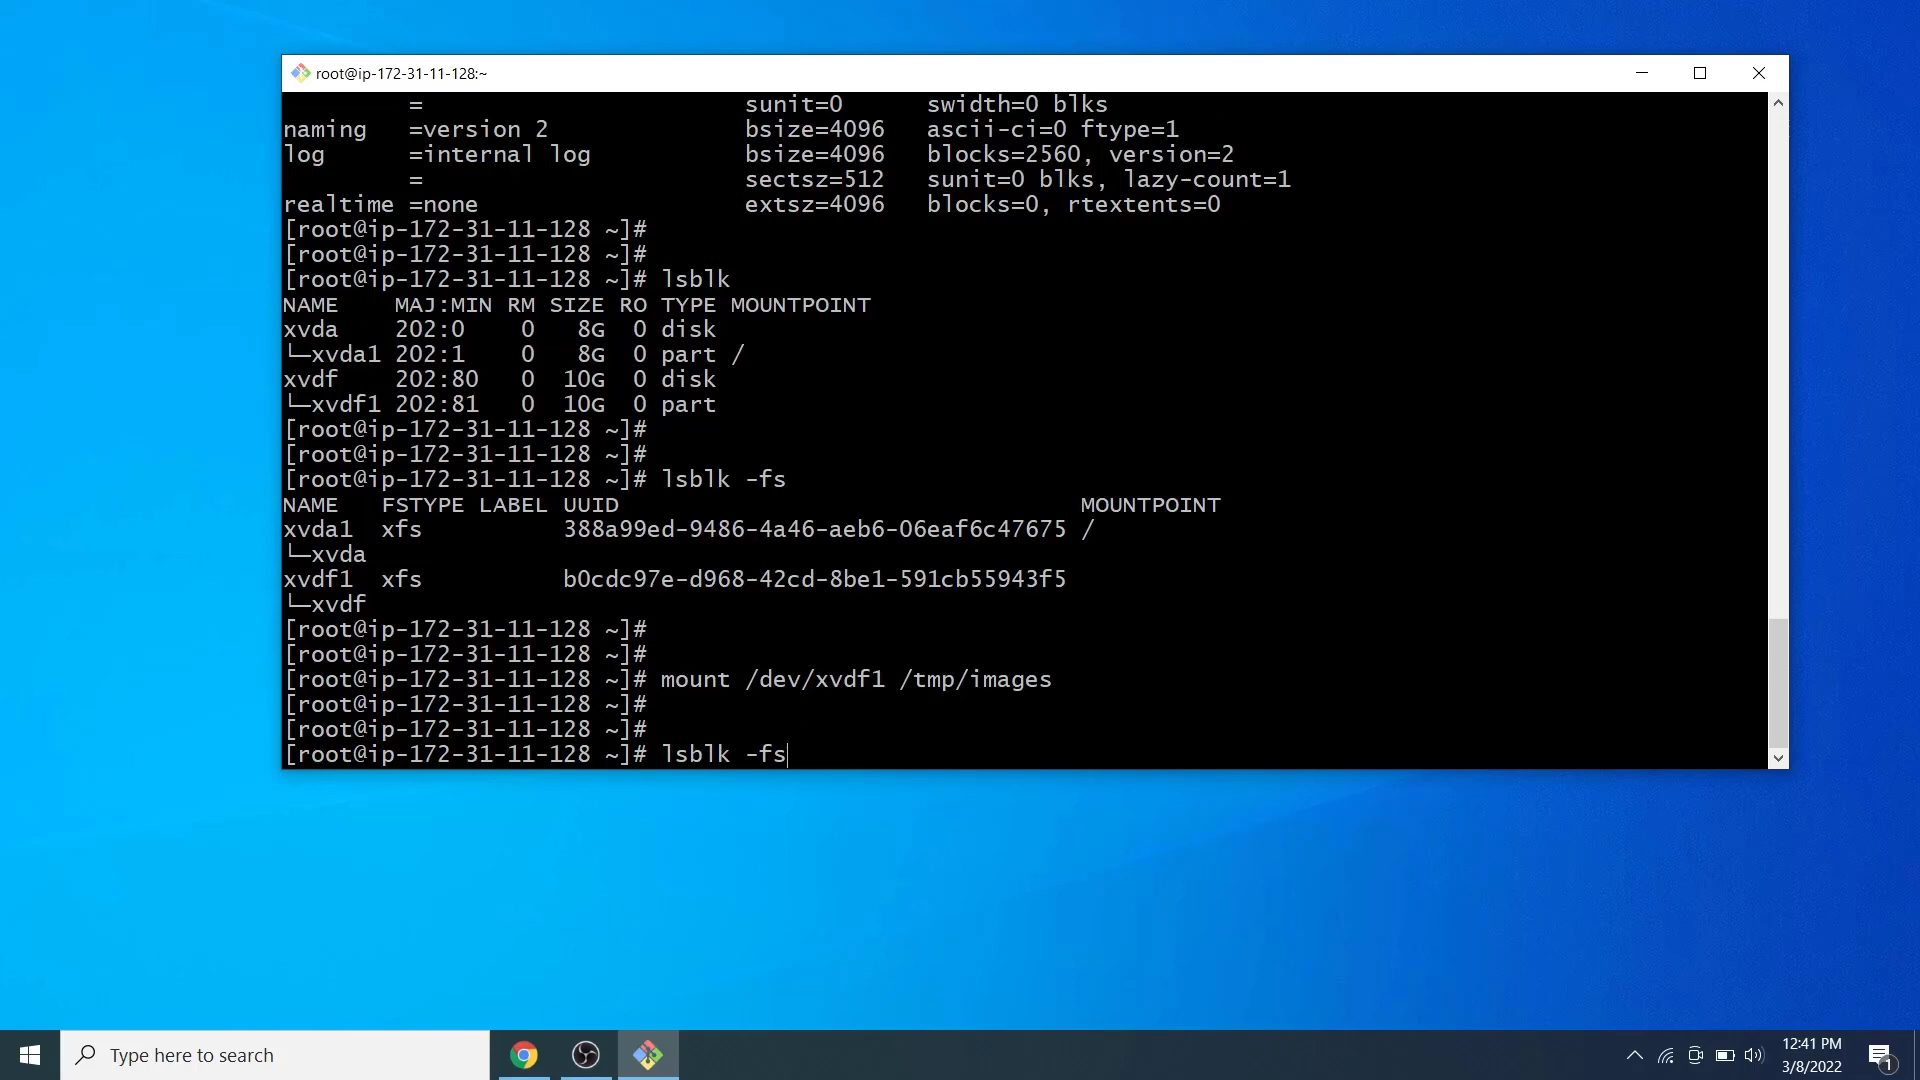 root@ip-172-31-11-128:~
= sunit=0 swidth=0 blks
naming =version 2 bsize=4096 ascii-ci=0 ftype=1
log =internal log bsize=4096 blocks=2560, version=2
= sectsz=512 sunit=0 blks, lazy-count=1
realtime =none extsz=4096 blocks=0, rtextents=0
[root@ip-172-31-11-128 ~]#
[root@ip-172-31-11-128 ~]#
[root@ip-172-31-11-128 ~]# lsblk
NAME MAJ:MIN RM SIZE RO TYPE MOUNTPOINT
xvda 202:0 0 8G 0 disk
└─xvda1 202:1 0 8G 0 part /
xvdf 202:80 0 10G 0 disk
└─xvdf1 202:81 0 10G 0 part
[root@ip-172-31-11-128 ~]#
[root@ip-172-31-11-128 ~]#
[root@ip-172-31-11-128 ~]# lsblk -fs
NAME FSTYPE LABEL UUID MOUNTPOINT
xvda1 xfs 388a99ed-9486-4a46-aeb6-06eaf6c47675 /
└─xvda
xvdf1 xfs b0cdc97e-d968-42cd-8be1-591cb55943f5
└─xvdf
[root@ip-172-31-11-128 ~]#
[root@ip-172-31-11-128 ~]#
[root@ip-172-31-11-128 ~]# mount /dev/xvdf1 /tmp/images
[root@ip-172-31-11-128 ~]#
[root@ip-172-31-11-128 ~]#
[root@ip-172-31-11-128 ~]# lsblk -fs
Type here to search
12:41 PM
3/8/2022
1